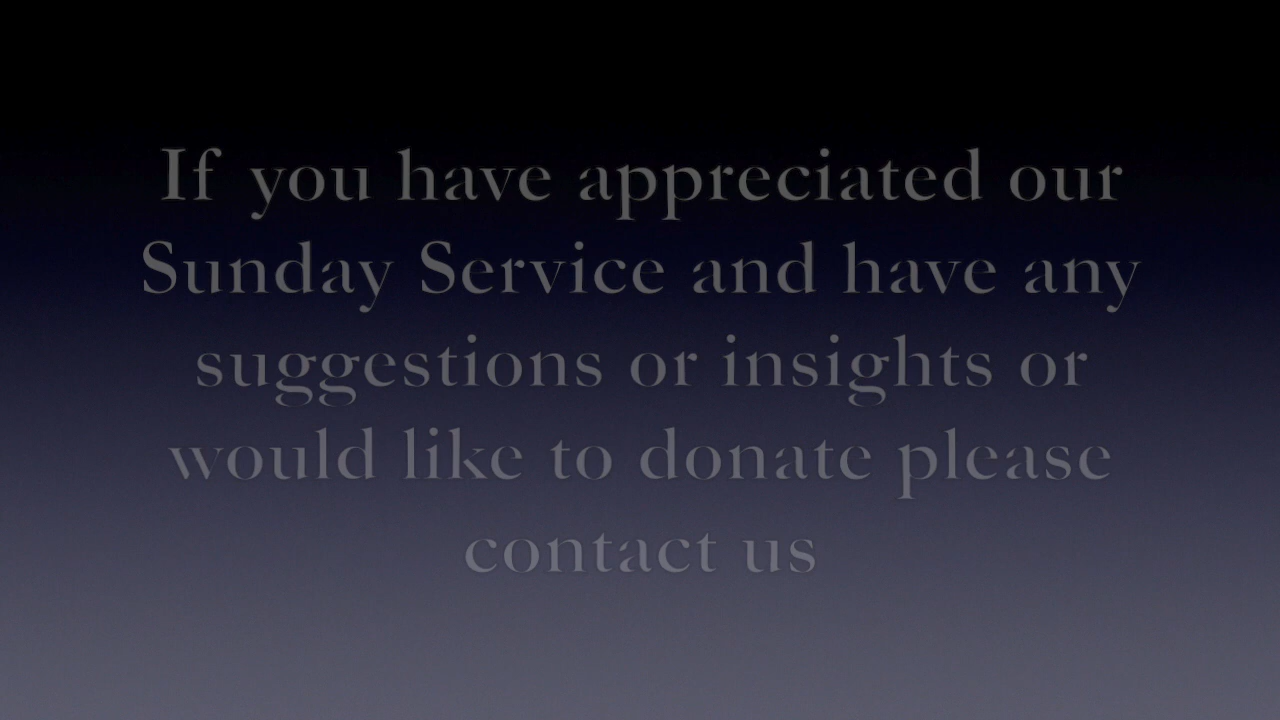 If you have appreciated our
Sunday Service and have any
suggestions or insights or
would like to donate please
contact us